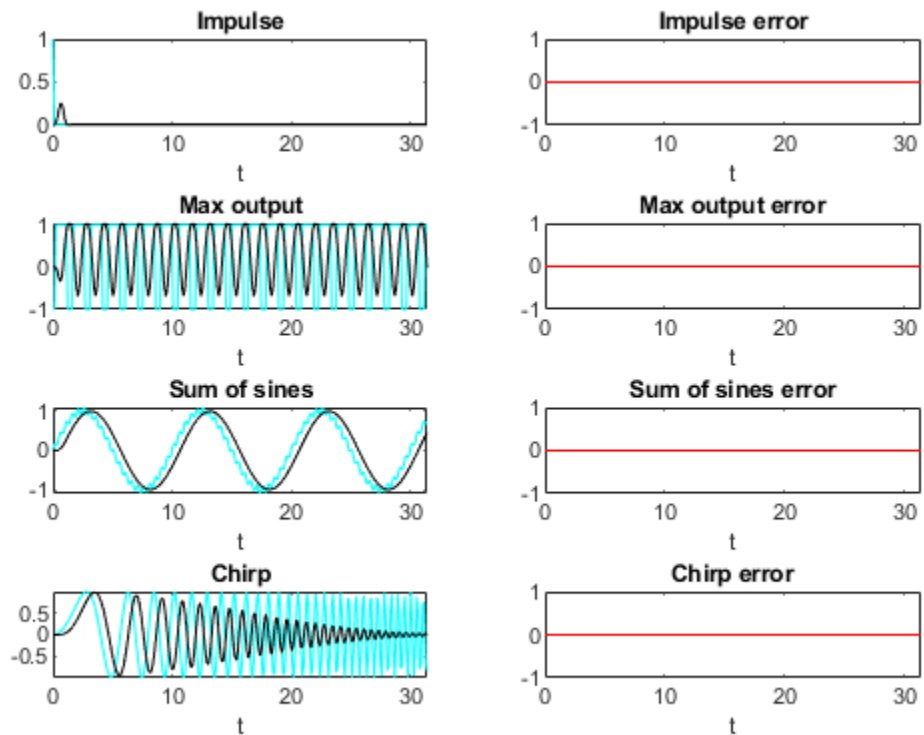 Impulse
1
0.5
0
0 10 20 30
t
Impulse error
1
0
-1
0 10 20 30
t
Max output
1
0
-1
0 10 20 30
t
Max output error
1
0
-1
0 10 20 30
t
Sum of sines
1
0
-1
0 10 20 30
t
Sum of sines error
1
0
-1
0 10 20 30
t
Chirp
0.5
0
-0.5
0 10 20 30
t
Chirp error
1
0
-1
0 10 20 30
t